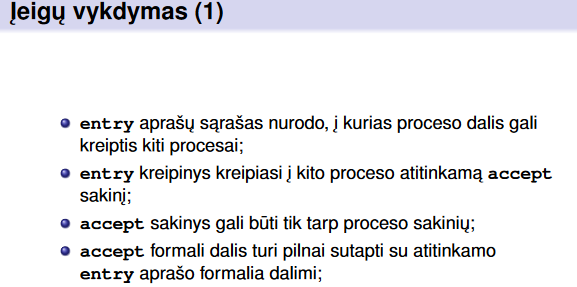 Įeigų vykdymas (1)
entry aprašų sąrašas nurodo, į kurias proceso dalis gali
kreiptis kiti procesai;
entry kreipinys kreipiasi į kito proceso atitinkamą accept
sakinį;
accept sakinys gali būti tik tarp proceso sakinių;
accept formali dalis turi pilnai sutapti su atitinkamo
entry aprašo formalia dalimi;